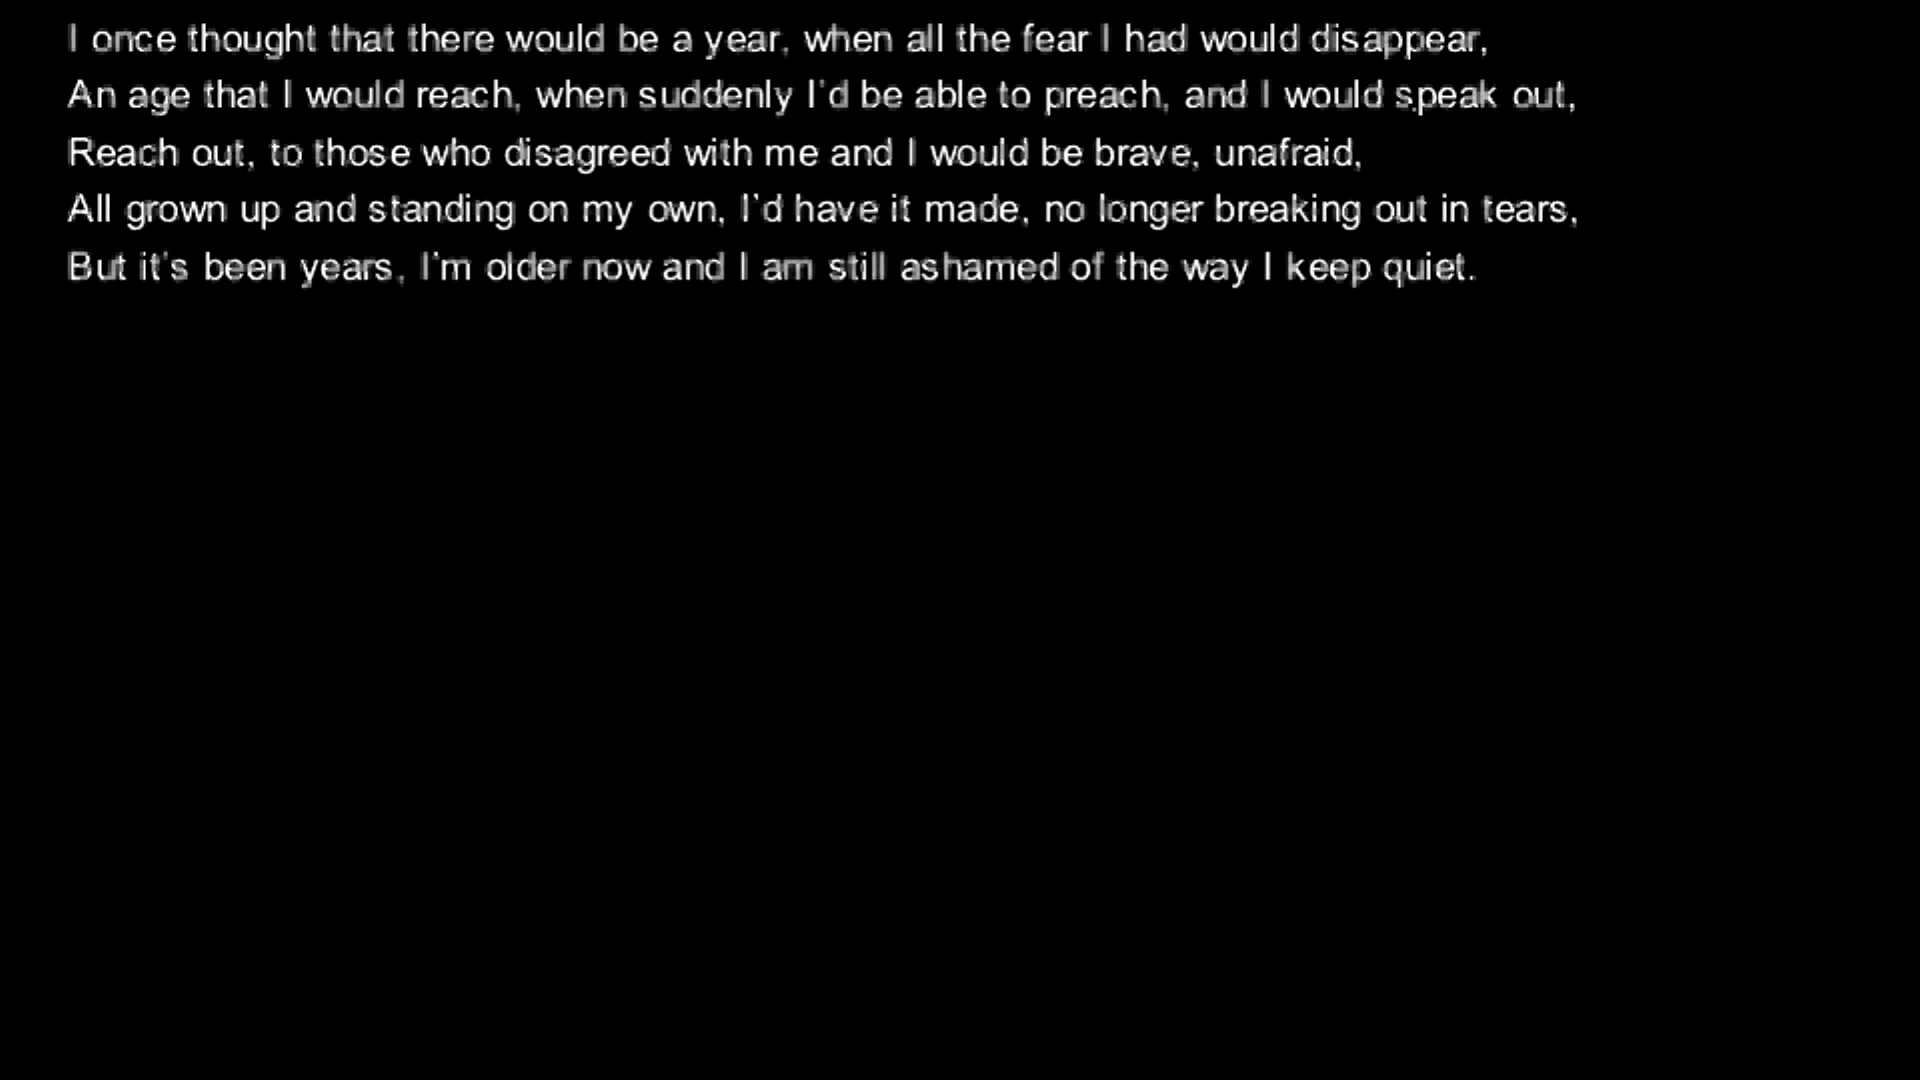 I once thought that there would be a year, when all the fear I had would disappear,
An age that I would reach, when suddenly I'd be able to preach, and I would speak out,
Reach out, to those who disagreed with me and I would be brave, unafraid,
All grown up and standing on my own, I'd have it made, no longer breaking out in tears,
But it's been years, I'm older now and I am still ashamed of the way I keep quiet.